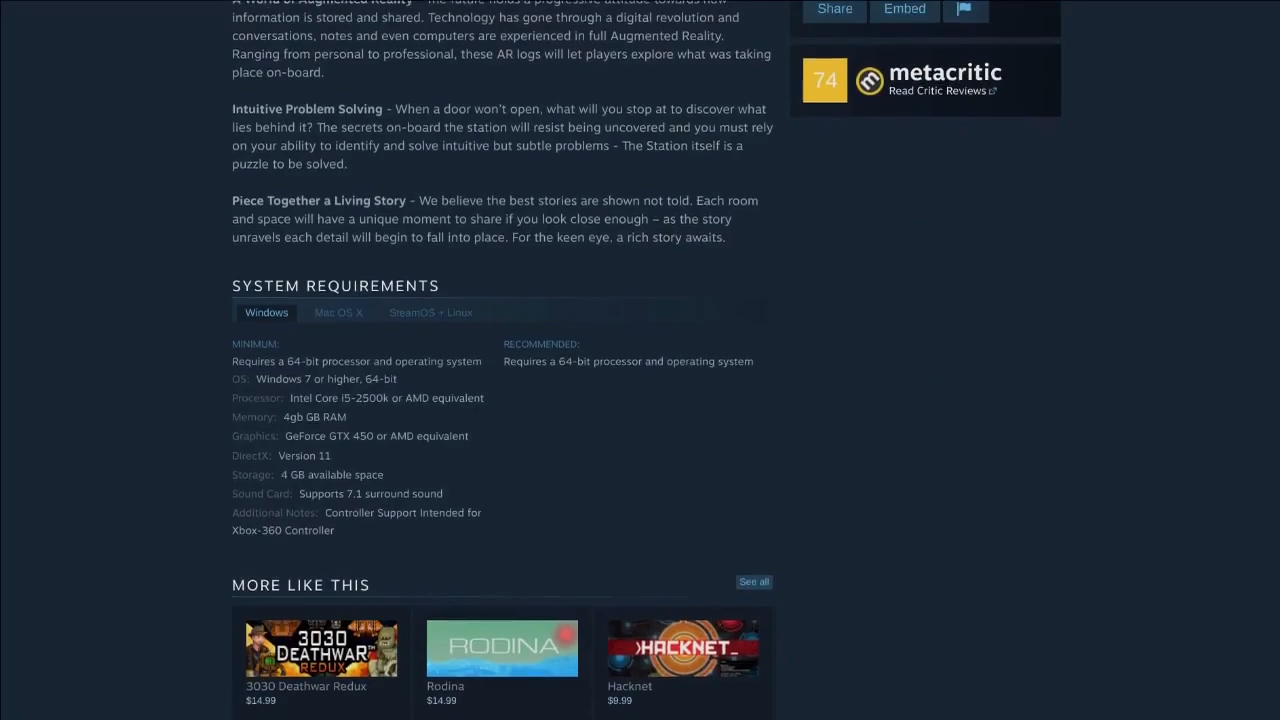 A World of Augmented Reality - The future holds a progressive attitude towards how
information is stored and shared. Technology has gone through a digital revolution and
conversations, notes and even computers are experienced in full Augmented Reality.
Ranging from personal to professional, these AR logs will let players explore what was taking
place on-board.
Intuitive Problem Solving - When a door won't open, what will you stop at to discover what
lies behind it? The secrets on-board the station will resist being uncovered and you must rely
on your ability to identify and solve intuitive but subtle problems - The Station itself is a
puzzle to be solved.
Piece Together a Living Story - We believe the best stories are shown not told. Each room
and space will have a unique moment to share if you look close enough – as the story
unravels each detail will begin to fall into place. For the keen eye, a rich story awaits.
Share Embed
74 metacritic
Read Critic Reviews
SYSTEM REQUIREMENTS
Windows Mac OS X SteamOS + Linux
MINIMUM:
Requires a 64-bit processor and operating system
OS: Windows 7 or higher, 64-bit
Processor: Intel Core i5-2500k or AMD equivalent
Memory: 4gb GB RAM
Graphics: GeForce GTX 450 or AMD equivalent
DirectX: Version 11
Storage: 4 GB available space
Sound Card: Supports 7.1 surround sound
Additional Notes: Controller Support Intended for
Xbox-360 Controller
RECOMMENDED:
Requires a 64-bit processor and operating system
MORE LIKE THIS See all
3030
DEATHWAR
REDUX
3030 Deathwar Redux
$14.99
RODINA
Rodina
$14.99
>HACKNET_
Hacknet
$9.99